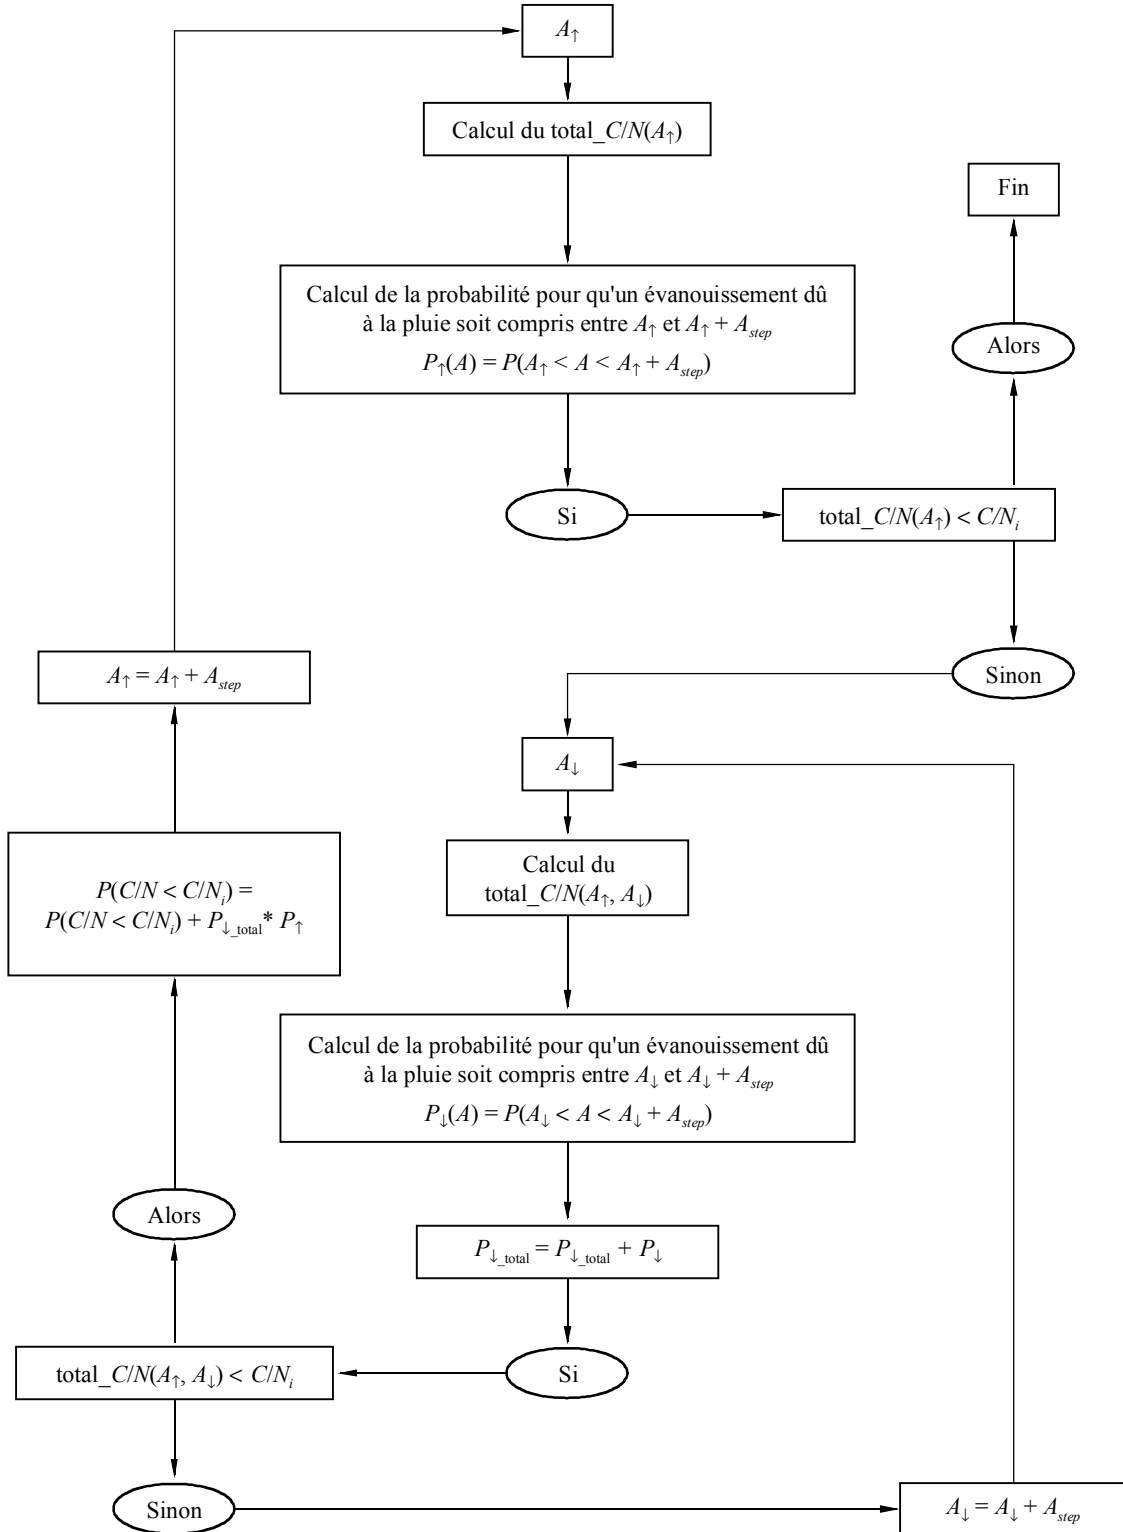 A↑
Calcul du total_C/N(A↑)
Fin
Calcul de la probabilité pour qu'un évanouissement dû
à la pluie soit compris entre A↑ et A↑ + Astep
P↑(A) = P(A↑ < A < A↑ + Astep)
Alors
Si
total_C/N(A↑) < C/Ni
Sinon
A↑ = A↑ + Astep
A↓
Calcul du
total_C/N(A↑, A↓)
P(C/N < C/Ni) =
P(C/N < C/Ni) + P↓_total* P↑
Calcul de la probabilité pour qu'un évanouissement dû
à la pluie soit compris entre A↓ et A↓ + Astep
P↓(A) = P(A↓ < A < A↓ + Astep)
Alors
P↓_total = P↓_total + P↓
total_C/N(A↑, A↓) < C/Ni
Si
Sinon
A↓ = A↓ + Astep